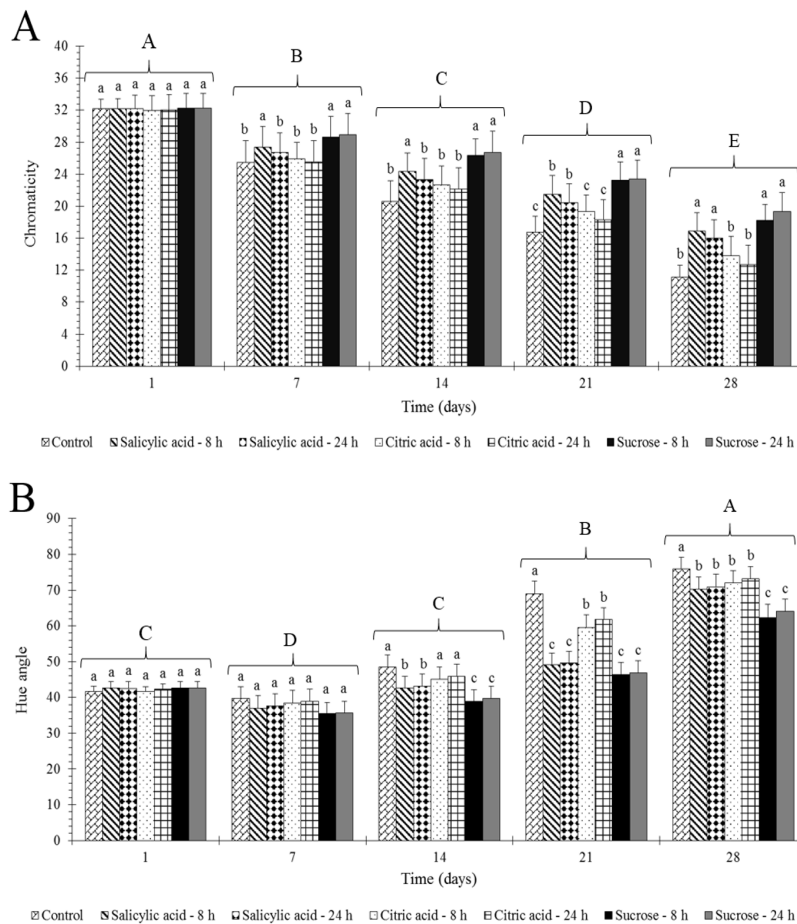 A
40
36
32
28
24
20
16
12
8
4
0
Chromaticity
A B C D E
a a a a a a a
b a b b b a a
b a b b b a a
c b b c c a a
b a a b b a a
1 7 14 21 28
Time (days)
Control Salicylic acid - 8 h Salicylic acid - 24 h Citric acid - 8 h Citric acid - 24 h Sucrose - 8 h Sucrose - 24 h
B
90
80
70
60
50
40
30
20
10
0
Hue angle
C D C B A
a a a a a a a
a a a a a a a
a b b a a c c
a c c b b c c
a b b b b c c
1 7 14 21 28
Time (days)
Control Salicylic acid - 8 h Salicylic acid - 24 h Citric acid - 8 h Citric acid - 24 h Sucrose - 8 h Sucrose - 24 h